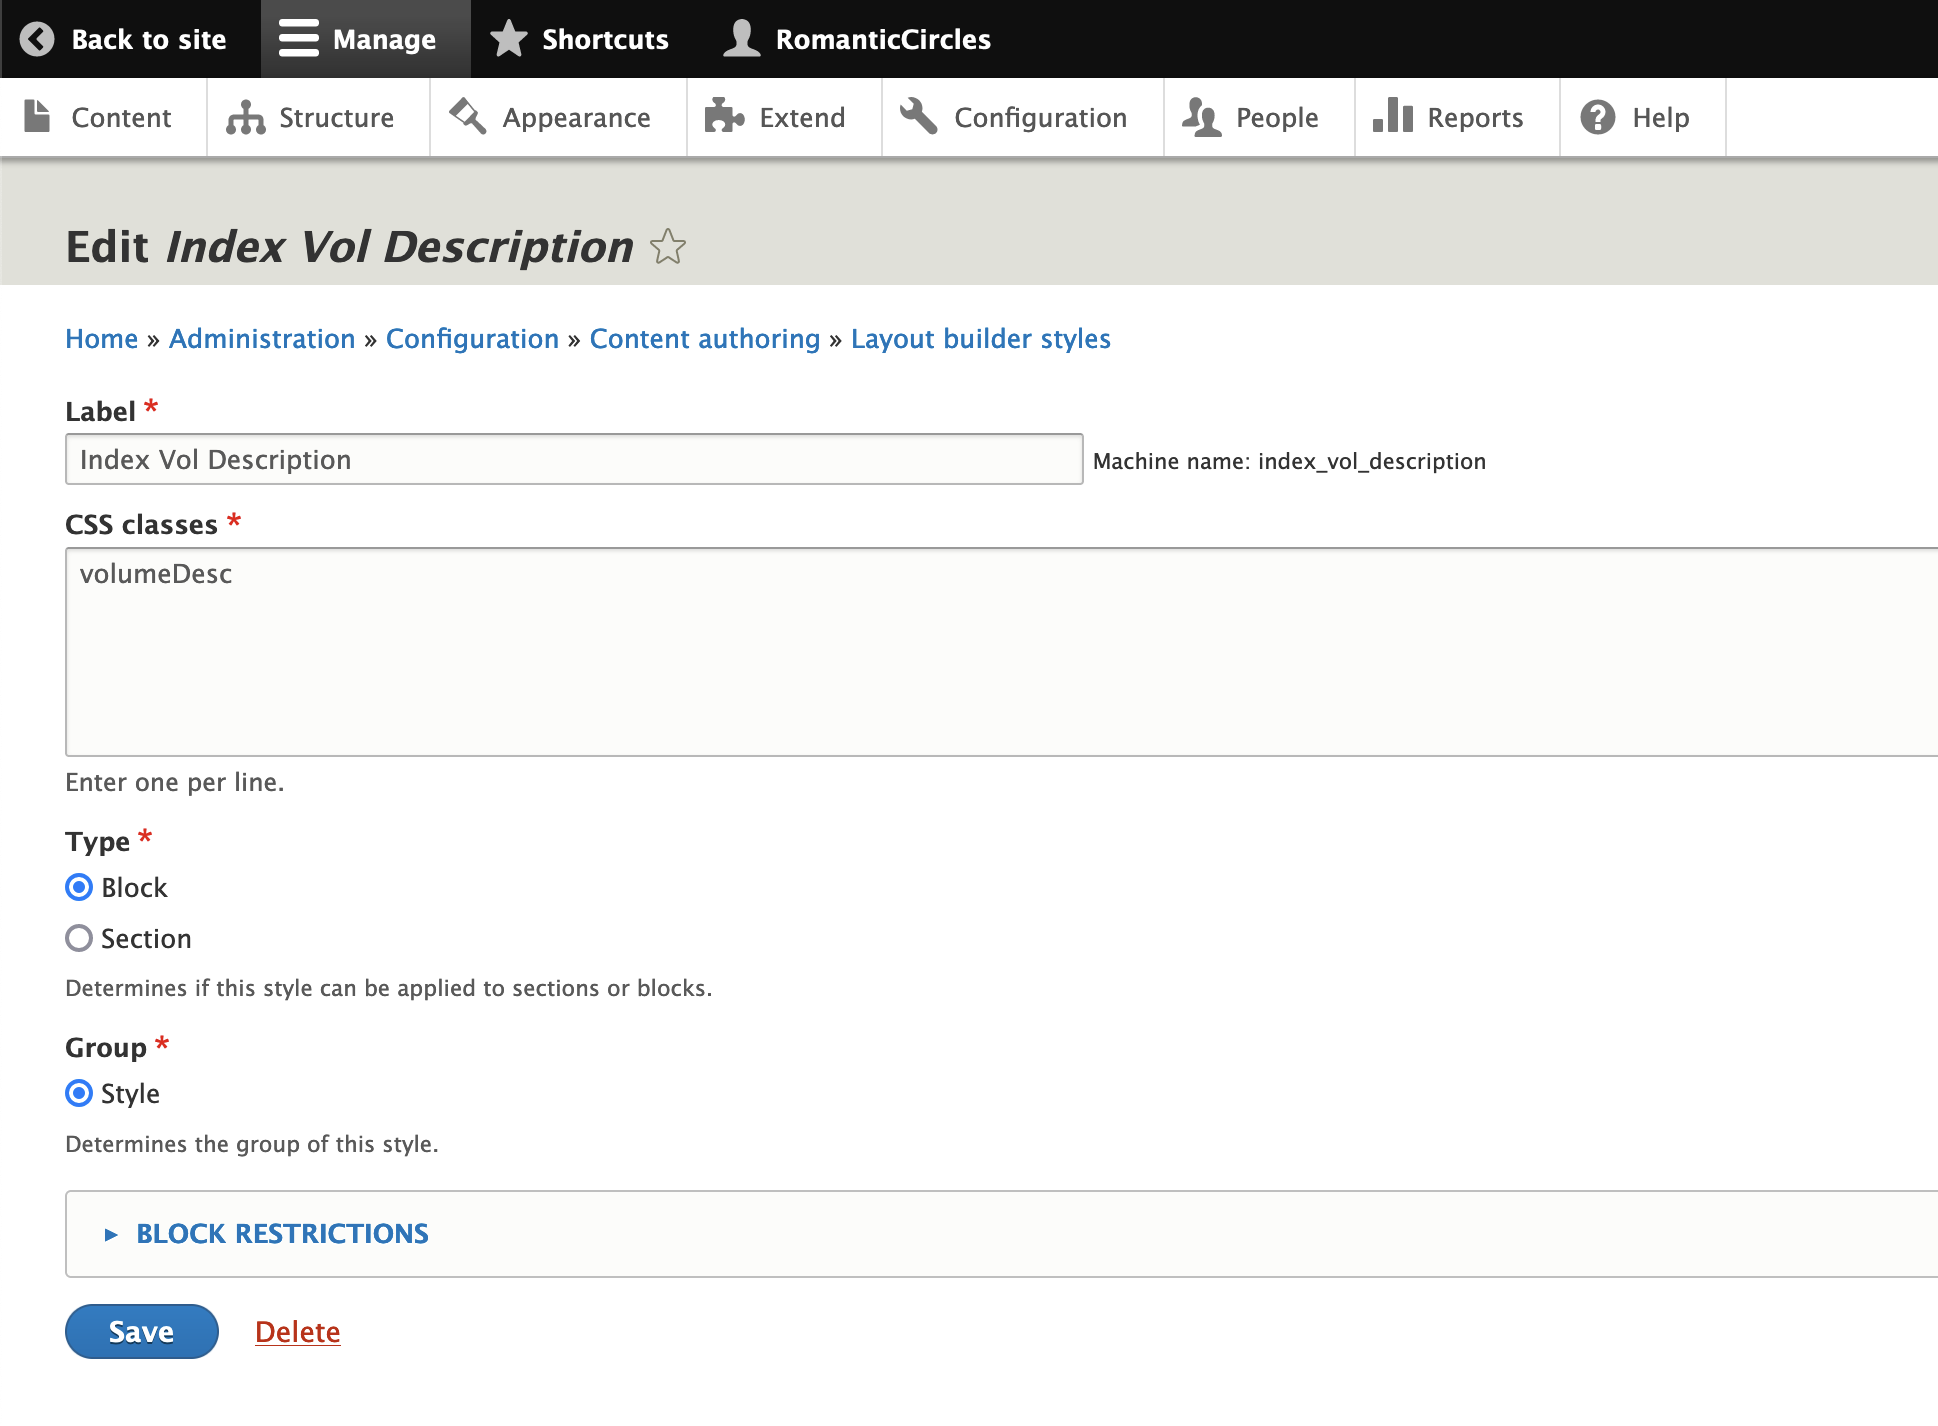 Back to site Manage Shortcuts RomanticCircles
Content Structure Appearance Extend Configuration People Reports Help
Edit Index Vol Description
Home » Administration » Configuration » Content authoring » Layout builder styles
Label *
Index Vol Description Machine name: index_vol_description
CSS classes *
volumeDesc
Enter one per line.
Type *
Block
Section
Determines if this style can be applied to sections or blocks.
Group *
Style
Determines the group of this style.
► BLOCK RESTRICTIONS
Save Delete